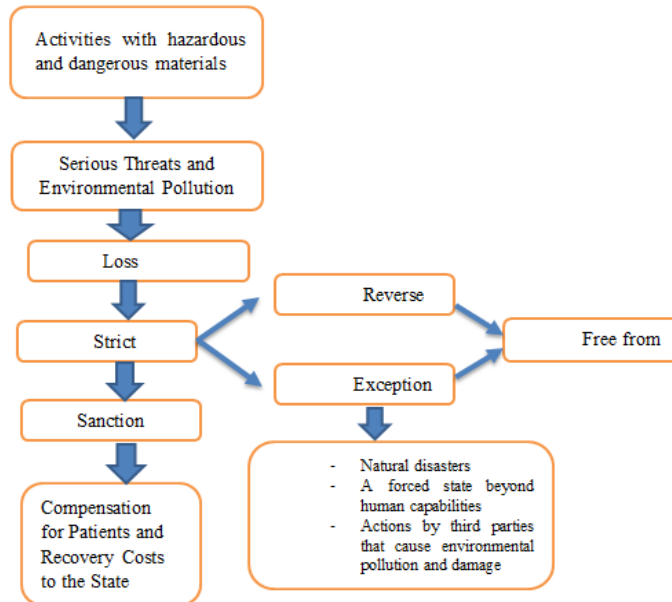 Activities with hazardous
and dangerous materials
Serious Threats and
Environmental Pollution
Loss
Reverse
Strict
Free from
Exception
Sanction
- Natural disasters
- A forced state beyond
human capabilities
- Actions by third parties
that cause environmental
pollution and damage
Compensation
for Patients and
Recovery Costs
to the State